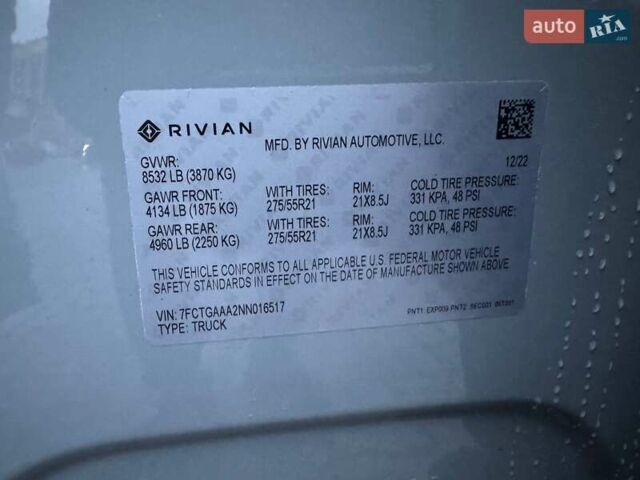 auto RIA .com
RIVIAN MFD. BY RIVIAN AUTOMOTIVE, LLC.
GVWR: 12/22
8532 LB (3870 KG)
GAWR FRONT: WITH TIRES: RIM: COLD TIRE PRESSURE:
4134 LB (1875 KG) 275/55R21 21X8.5J 331 KPA, 48 PSI
GAWR REAR: WITH TIRES: RIM: COLD TIRE PRESSURE:
4960 LB (2250 KG) 275/55R21 21X8.5J 331 KPA, 48 PSI
THIS VEHICLE CONFORMS TO ALL APPLICABLE U.S. FEDERAL MOTOR VEHICLE
SAFETY STANDARDS IN EFFECT ON THE DATE OF MANUFACTURE SHOWN ABOVE.
VIN: 7FCTGAAA2NN016517
TYPE: TRUCK PNT1: EXP009 PNT2: